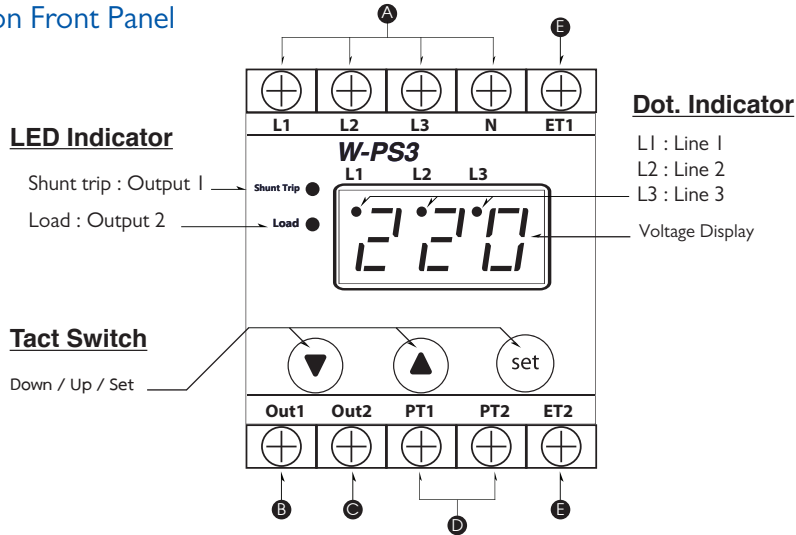 on Front Panel
A
E
L1 L2 L3 N ET1
Dot. Indicator
L1 : Line 1
L2 : Line 2
L3 : Line 3
Voltage Display
LED Indicator
Shunt trip : Output 1
Load : Output 2
W-PS3
L1 L2 L3
Shunt Trip
Load
220
Tact Switch
Down / Up / Set
set
Out1 Out2 PT1 PT2 ET2
B
C
D
E